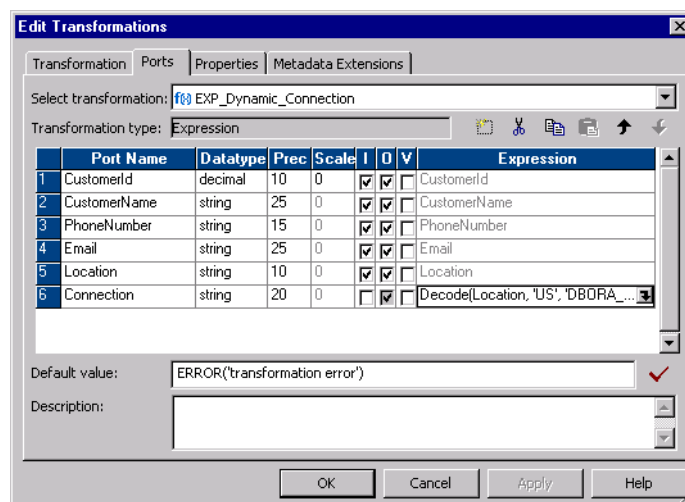 Edit Transformations
Transformation Ports Properties Metadata Extensions
Select transformation: f(x) EXP_Dynamic_Connection
Transformation type: Expression
Port Name Datatype Prec Scale I O V Expression
1 CustomerId decimal 10 0 CustomerId
2 CustomerName string 25 0 CustomerName
3 PhoneNumber string 15 0 PhoneNumber
4 Email string 25 0 Email
5 Location string 10 0 Location
6 Connection string 20 0 Decode(Location, 'US', 'DBORA_...
Default value: ERROR('transformation error')
Description:
OK Cancel Apply Help